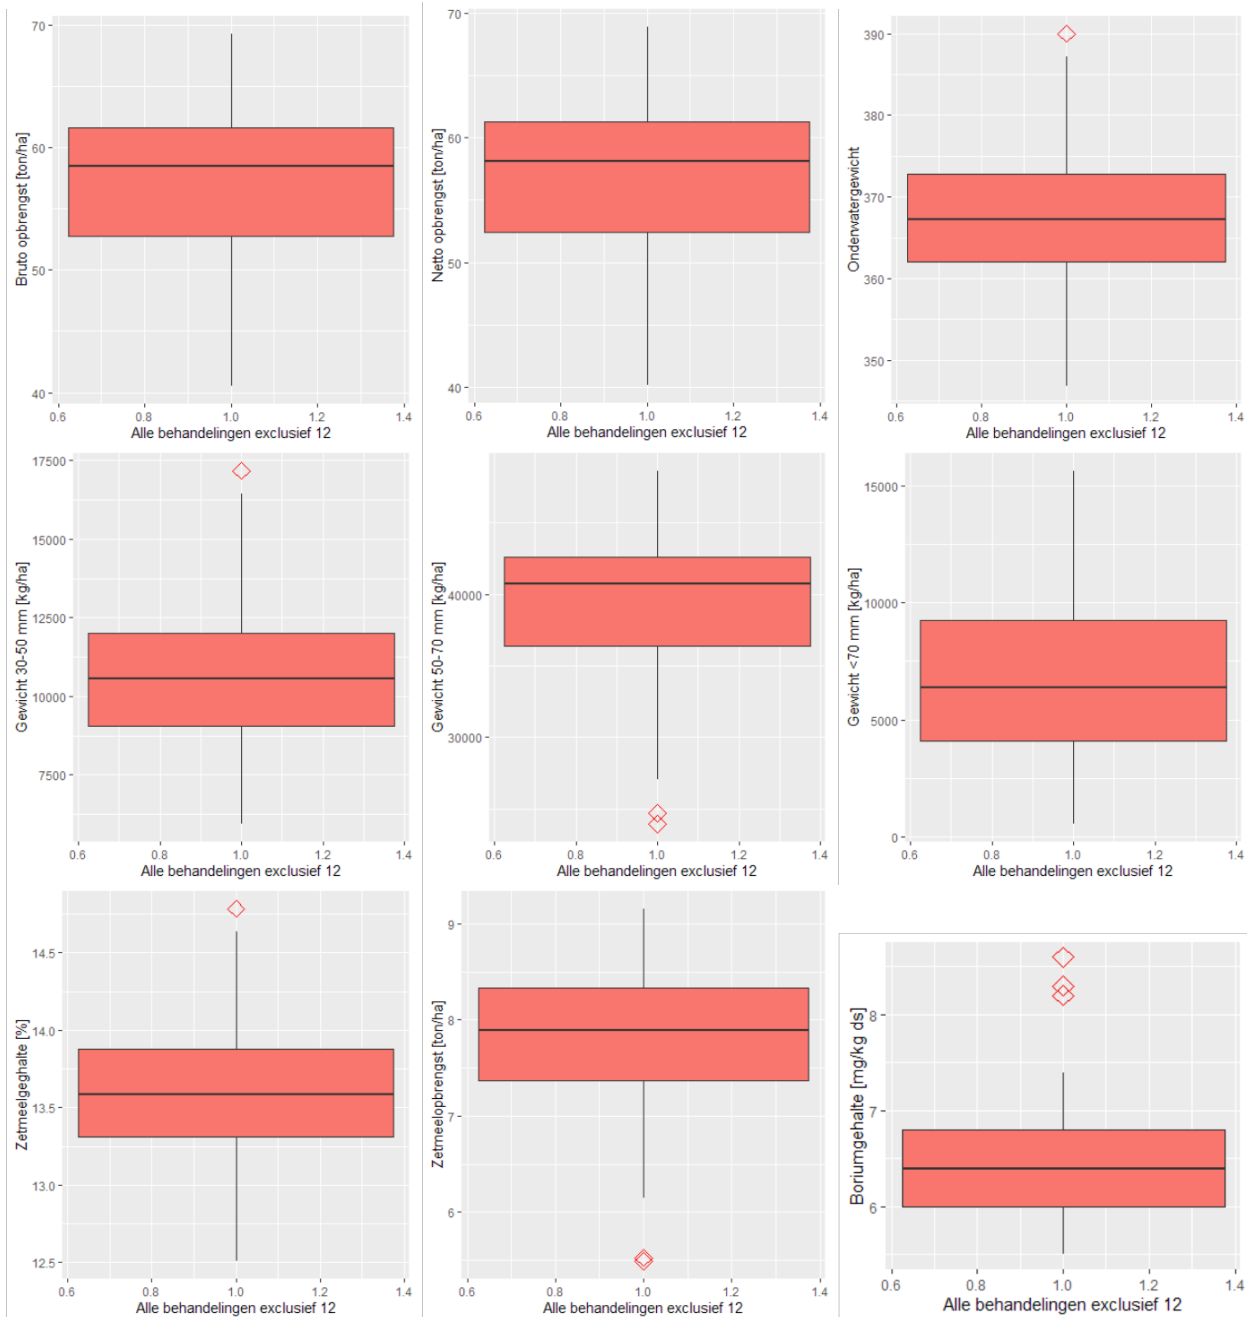 Bruto opbrengst [ton/ha]
70
60
50
40
0.6 0.8 1.0 1.2 1.4
Alle behandelingen exclusief 12
Netto opbrengst [ton/ha]
70
60
50
40
0.6 0.8 1.0 1.2 1.4
Alle behandelingen exclusief 12
Onderwatergewicht
390
380
370
360
350
0.6 0.8 1.0 1.2 1.4
Alle behandelingen exclusief 12
Gewicht 30-50 mm [kg/ha]
17500
15000
12500
10000
7500
0.6 0.8 1.0 1.2 1.4
Alle behandelingen exclusief 12
Gewicht 50-70 mm [kg/ha]
40000
30000
0.6 0.8 1.0 1.2 1.4
Alle behandelingen exclusief 12
Gewicht <70 mm [kg/ha]
15000
10000
5000
0
0.6 0.8 1.0 1.2 1.4
Alle behandelingen exclusief 12
Zetmeelgeghalte [%]
14.5
14.0
13.5
13.0
12.5
0.6 0.8 1.0 1.2 1.4
Alle behandelingen exclusief 12
Zetmeelopbrengst [ton/ha]
9
8
7
6
0.6 0.8 1.0 1.2 1.4
Alle behandelingen exclusief 12
Boriumgehalte [mg/kg ds]
8
7
6
0.6 0.8 1.0 1.2 1.4
Alle behandelingen exclusief 12